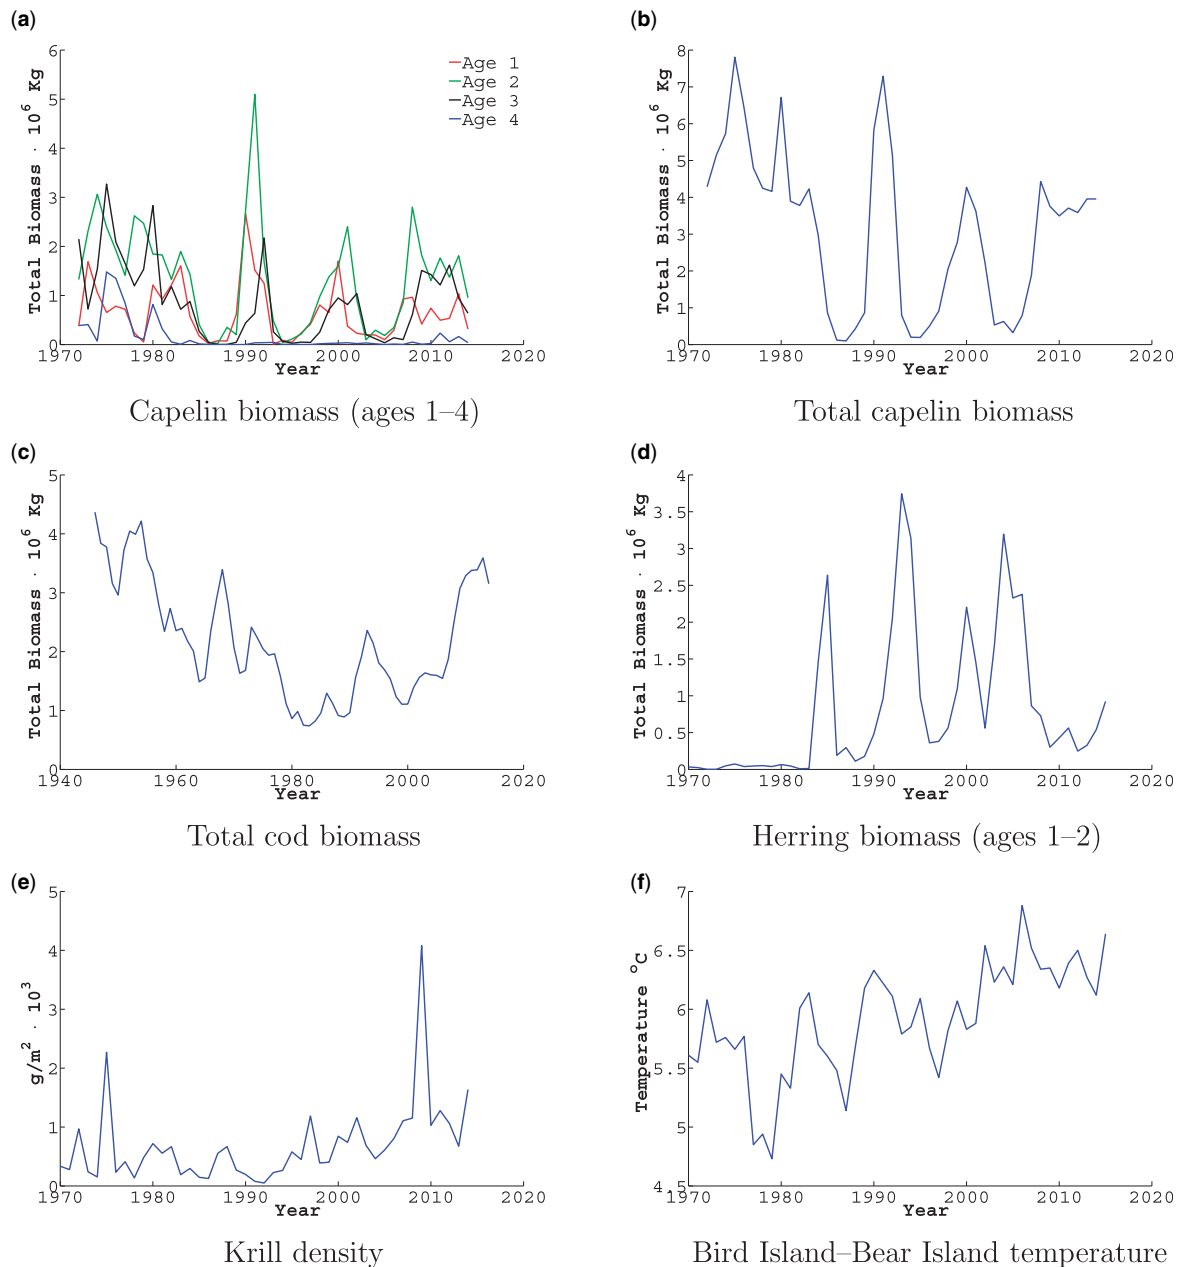 (a)
Total Biomass · 10^6 Kg
6
5
4
3
2
1
0
Age 1
Age 2
Age 3
Age 4
1970 1980 1990 2000 2010 2020
Year
Capelin biomass (ages 1–4)
(b)
Total Biomass · 10^6 Kg
8
7
6
5
4
3
2
1
0
1970 1980 1990 2000 2010 2020
Year
Total capelin biomass
(c)
Total Biomass · 10^6 Kg
5
4
3
2
1
0
1940 1960 1980 2000 2020
Year
Total cod biomass
(d)
Total Biomass · 10^6 Kg
4
3.5
3
2.5
2
1.5
1
0.5
0
1970 1980 1990 2000 2010 2020
Year
Herring biomass (ages 1–2)
(e)
g/m² · 10³
5
4
3
2
1
0
1970 1980 1990 2000 2010 2020
Year
Krill density
(f)
Temperature °C
7
6.5
6
5.5
5
4.5
1970 1980 1990 2000 2010 2020
Year
Bird Island–Bear Island temperature